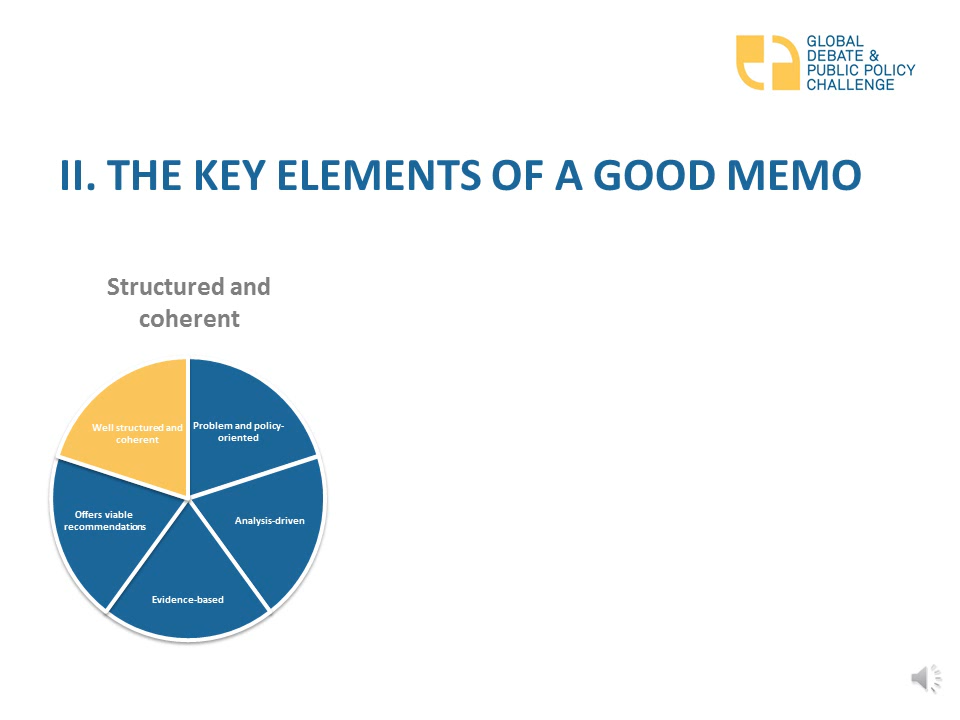 GLOBAL
DEBATE &
PUBLIC POLICY
CHALLENGE
II. THE KEY ELEMENTS OF A GOOD MEMO
Structured and
coherent
Well structured and
coherent
Problem and policy-
oriented
Offers viable
recommendations
Analysis-driven
Evidence-based